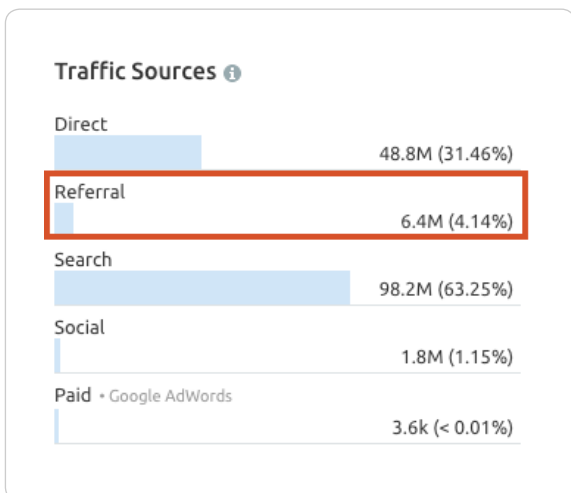 Traffic Sources
Direct
48.8M (31.46%)
Referral
6.4M (4.14%)
Search
98.2M (63.25%)
Social
1.8M (1.15%)
Paid • Google AdWords
3.6k (< 0.01%)